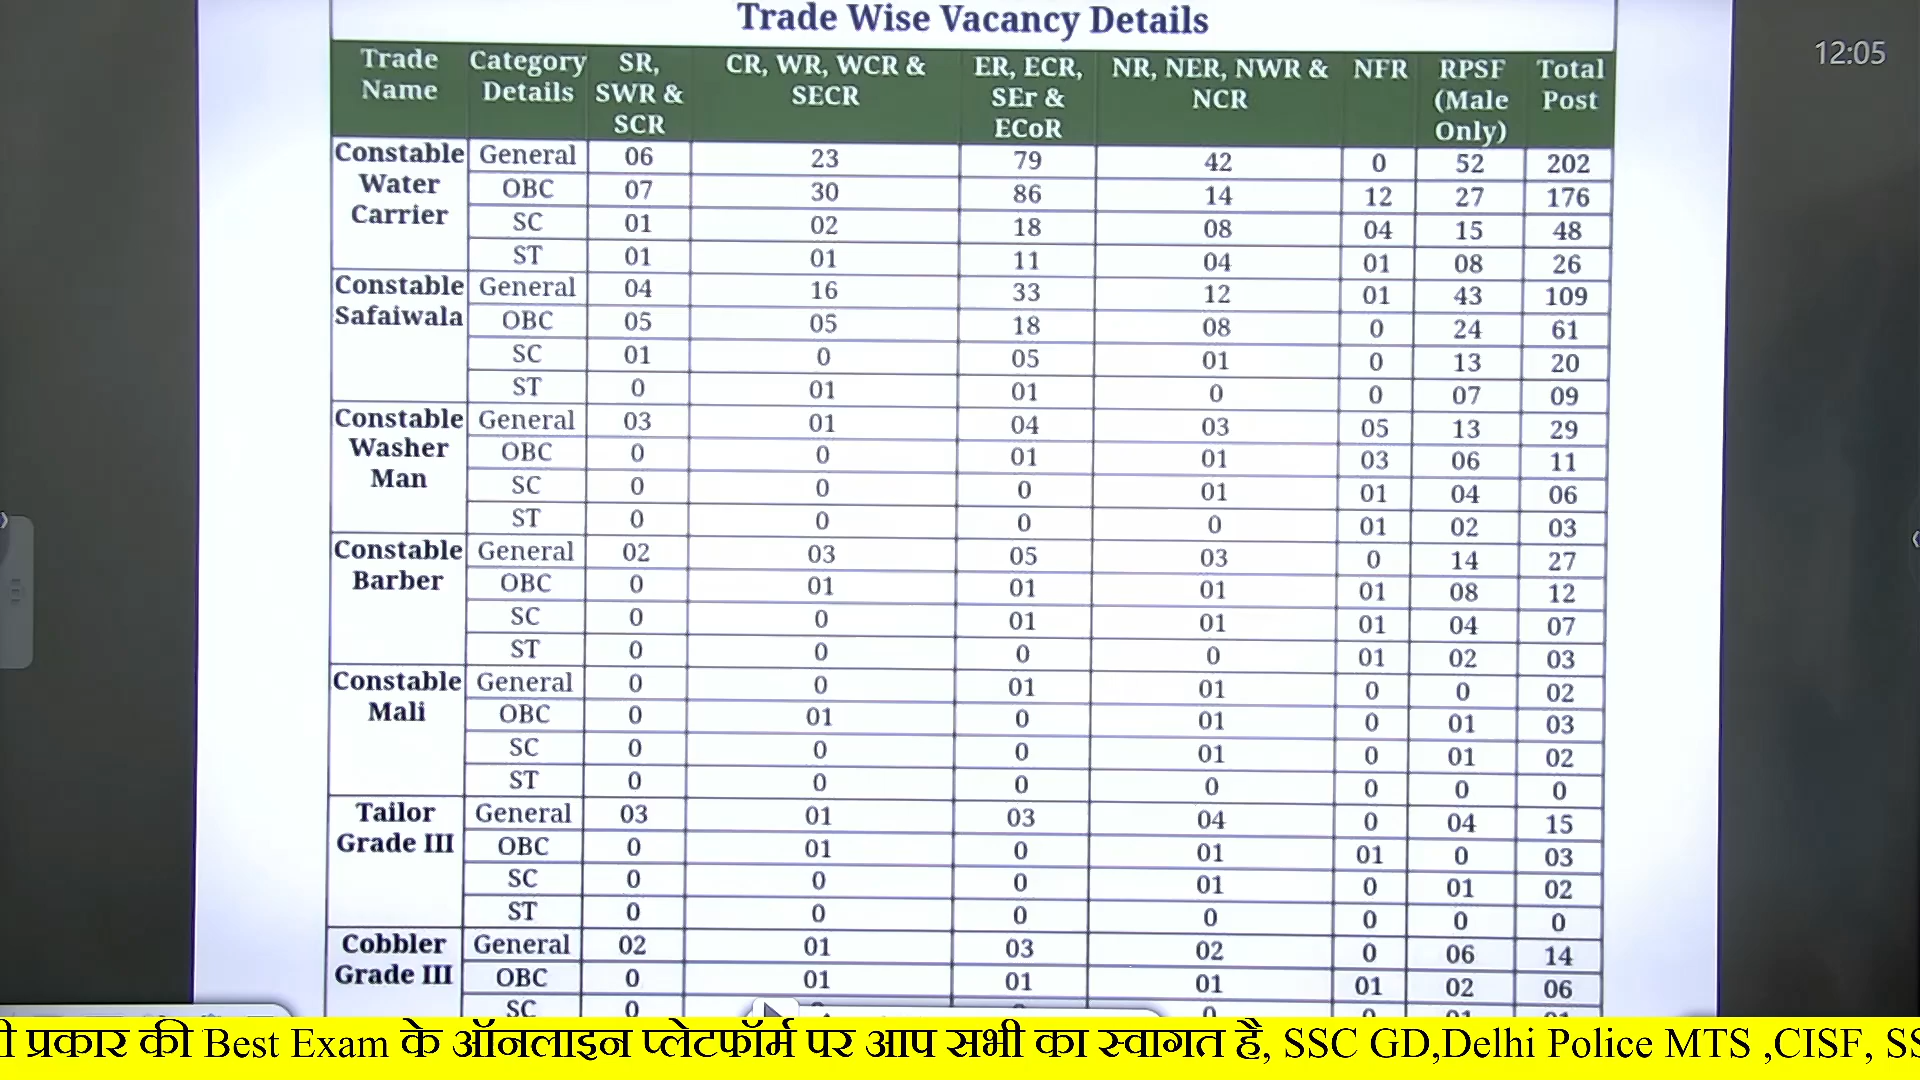 Trade Wise Vacancy Details
12:05
Trade Name Category Details SR, SWR & SCR CR, WR, WCR & SECR ER, ECR, SEr & ECoR NR, NER, NWR & NCR NFR RPSF (Male Only) Total Post
Constable Water Carrier General 06 23 79 42 0 52 202
OBC 07 30 86 14 12 27 176
SC 01 02 18 08 04 15 48
ST 01 01 11 04 01 08 26
Constable Safaiwala General 04 16 33 12 01 43 109
OBC 05 05 18 08 0 24 61
SC 01 0 05 01 0 13 20
ST 0 01 01 0 0 07 09
Constable Washer Man General 03 01 04 03 05 13 29
OBC 0 0 01 01 03 06 11
SC 0 0 0 01 01 04 06
ST 0 0 0 0 01 02 03
Constable Barber General 02 03 05 03 0 14 27
OBC 0 01 01 01 01 08 12
SC 0 0 01 01 01 04 07
ST 0 0 0 0 01 02 03
Constable Mali General 0 0 01 01 0 0 02
OBC 0 01 0 01 0 01 03
SC 0 0 0 01 0 01 02
ST 0 0 0 0 0 0 0
Tailor Grade III General 03 01 03 04 0 04 15
OBC 0 01 0 01 01 0 03
SC 0 0 0 01 0 01 02
ST 0 0 0 0 0 0 0
Cobbler Grade III General 02 01 03 02 0 06 14
OBC 0 01 01 01 01 02 06
SC 0
प्रकार की Best Exam के ऑनलाइन प्लेटफॉर्म पर आप सभी का स्वागत है, SSC GD,Delhi Police MTS ,CISF,